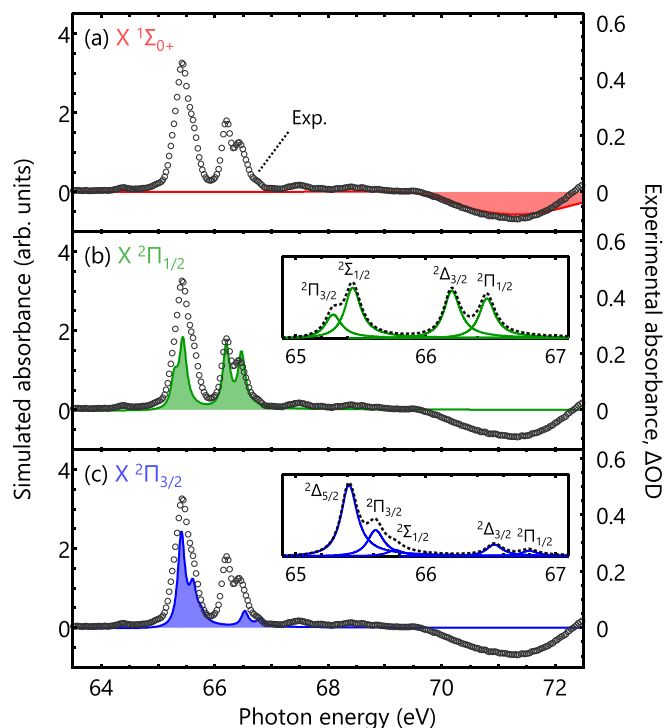 (a) X ¹Σ₀₊
Exp.
4
2
0
0.6
0.4
0.2
0
(b) X ²Π₁/₂
²Π₃/₂
²Σ₁/₂
²Δ₃/₂
²Π₁/₂
65
66
67
4
2
0
0.6
0.4
0.2
0
(c) X ²Π₃/₂
²Δ₅/₂
²Π₃/₂
²Σ₁/₂
²Δ₃/₂
²Π₁/₂
65
66
67
4
2
0
0.6
0.4
0.2
0
64
66
68
70
72
Photon energy (eV)
Simulated absorbance (arb. units)
Experimental absorbance, ΔOD